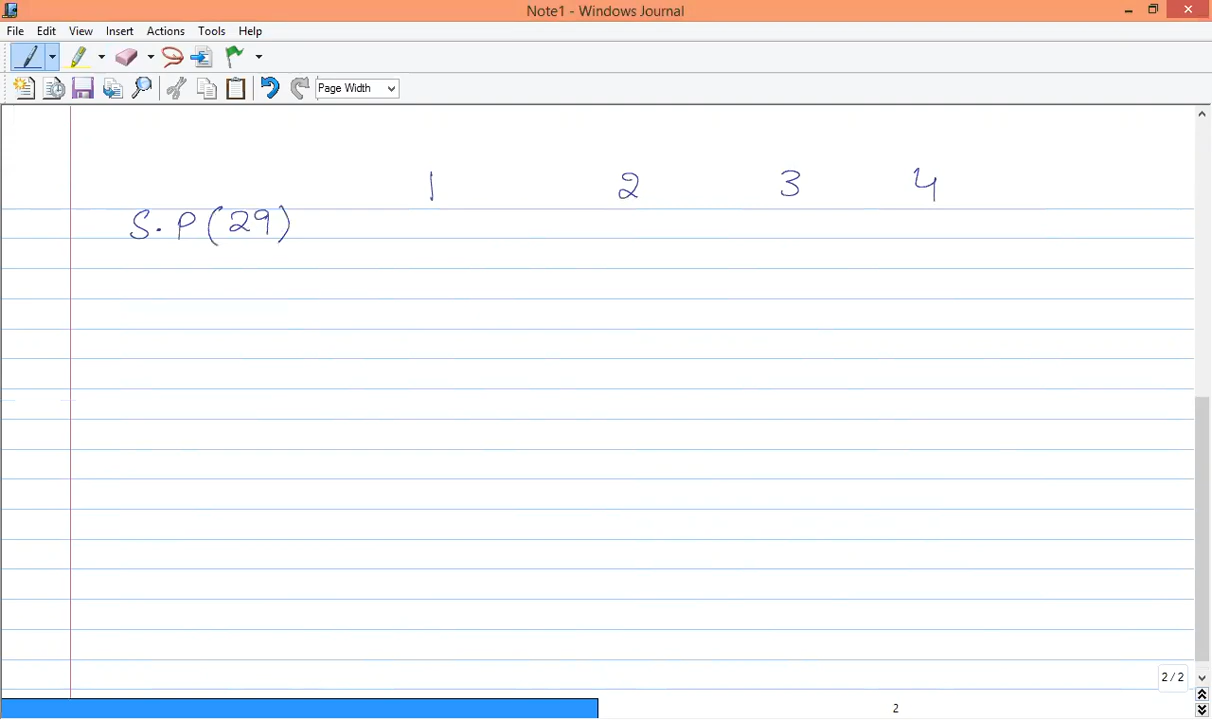 Note1 - Windows Journal
File Edit View Insert Actions Tools Help
Page Width
1 2 3 4
S.P(29)
2 / 2
2